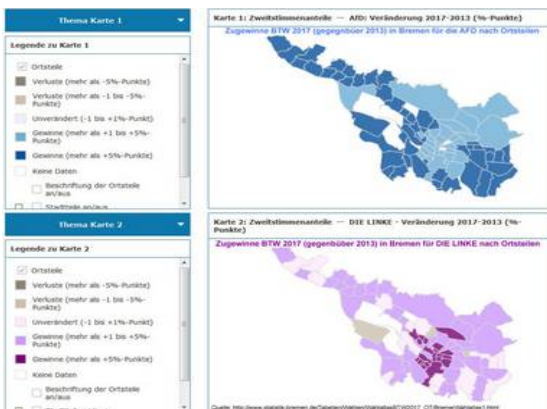 Thema Karte 1
Legende zu Karte 1
Ortsteile
Verluste (mehr als -5%-Punkte)
Verluste (mehr als -1 bis -5%-
Punkte)
Unverändert (-1 bis +1%-Punkt)
Gewinne (mehr als +1 bis +5%-
Punkte)
Gewinne (mehr als +5%-Punkte)
Keine Daten
Beschriftung der Ortsteile
an/aus
Stadtteile an/aus
Karte 1: Zweitstimmenanteile — AfD: Veränderung 2017-2013 (%-Punkte)
Zugewinne BTW 2017 (gegegnbüer 2013) in Bremen für die AFD nach Ortsteilen
Thema Karte 2
Legende zu Karte 2
Ortsteile
Verluste (mehr als -5%-Punkte)
Verluste (mehr als -1 bis -5%-
Punkte)
Unverändert (-1 bis +1%-Punkt)
Gewinne (mehr als +1 bis +5%-
Punkte)
Gewinne (mehr als +5%-Punkte)
Keine Daten
Beschriftung der Ortsteile
an/aus
Karte 2: Zweitstimmenanteile — DIE LINKE - Veränderung 2017-2013 (%-
Punkte)
Zugewinne BTW 2017 (gegenbüer 2013) in Bremen für DIE LINKE nach Ortsteilen
Quelle: